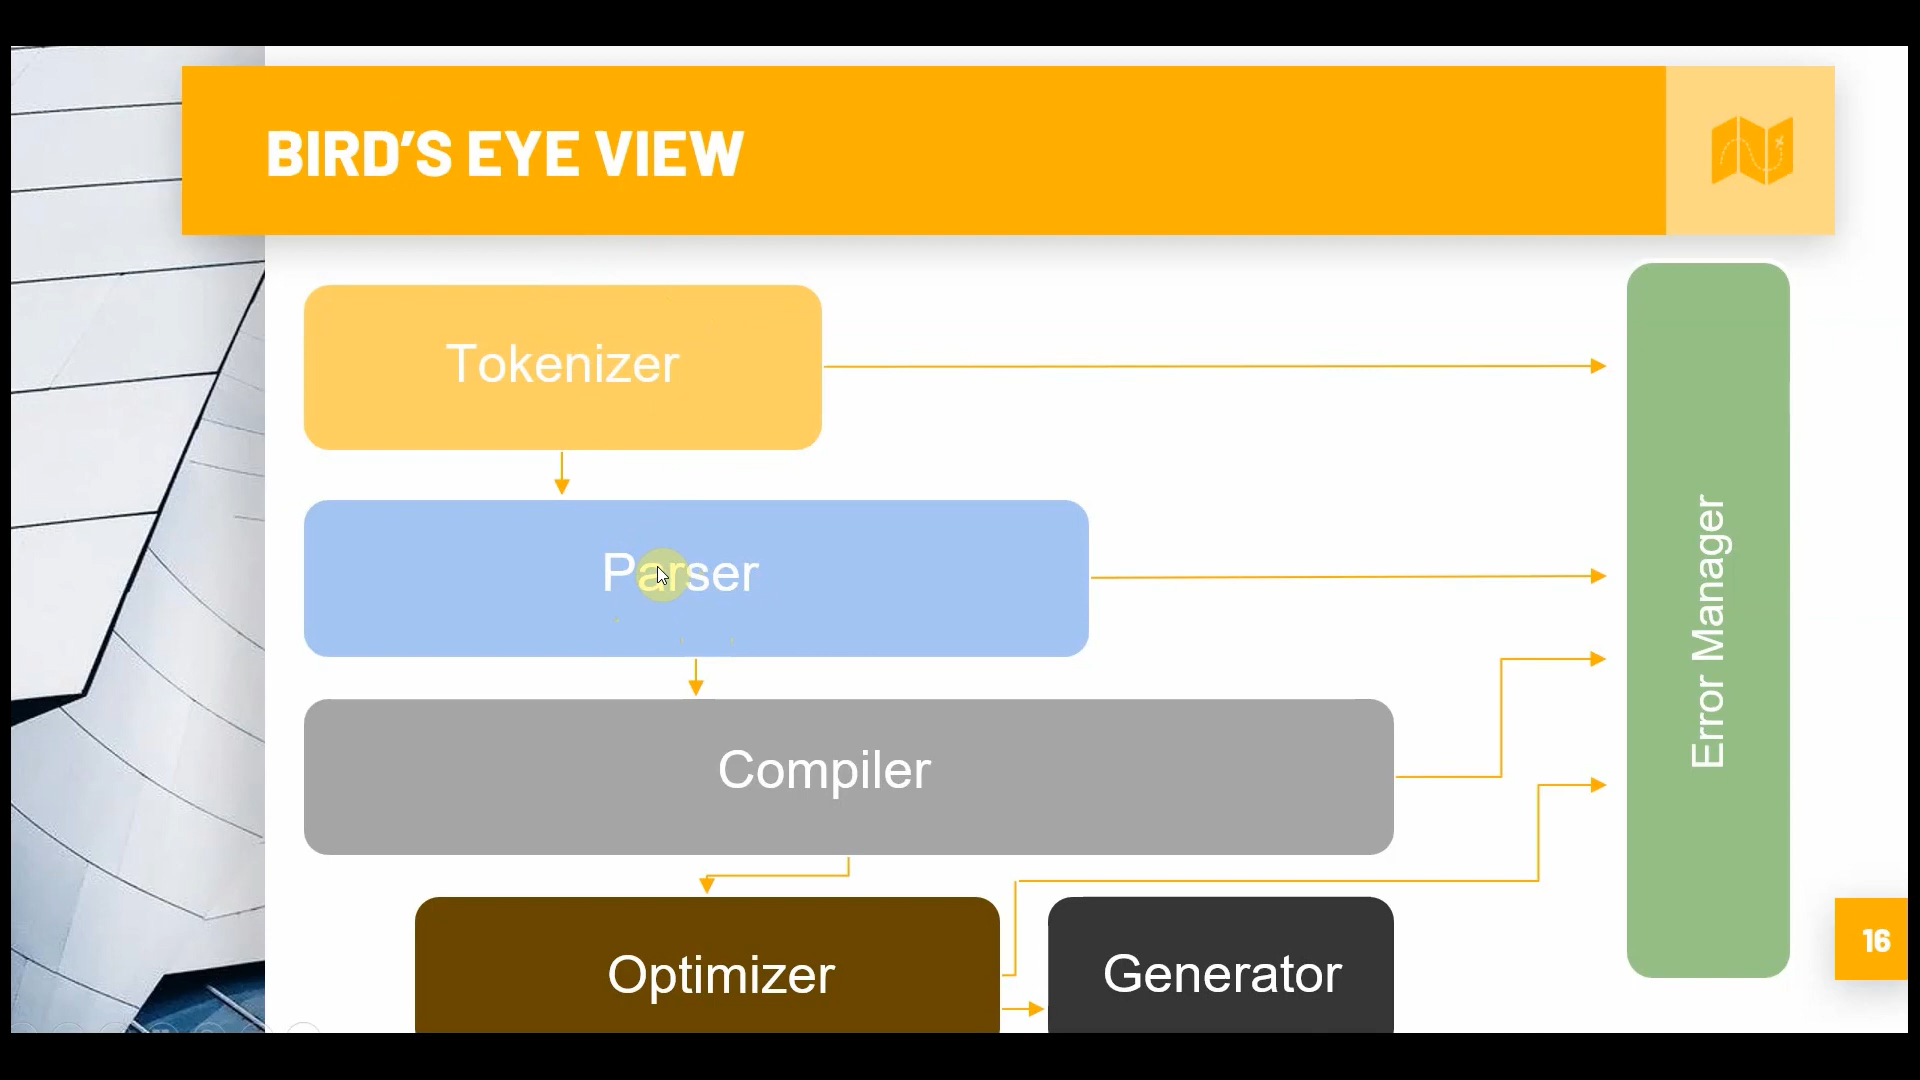 BIRD’S EYE VIEW
Tokenizer
Parser
Error Manager
Compiler
Optimizer
Generator
16